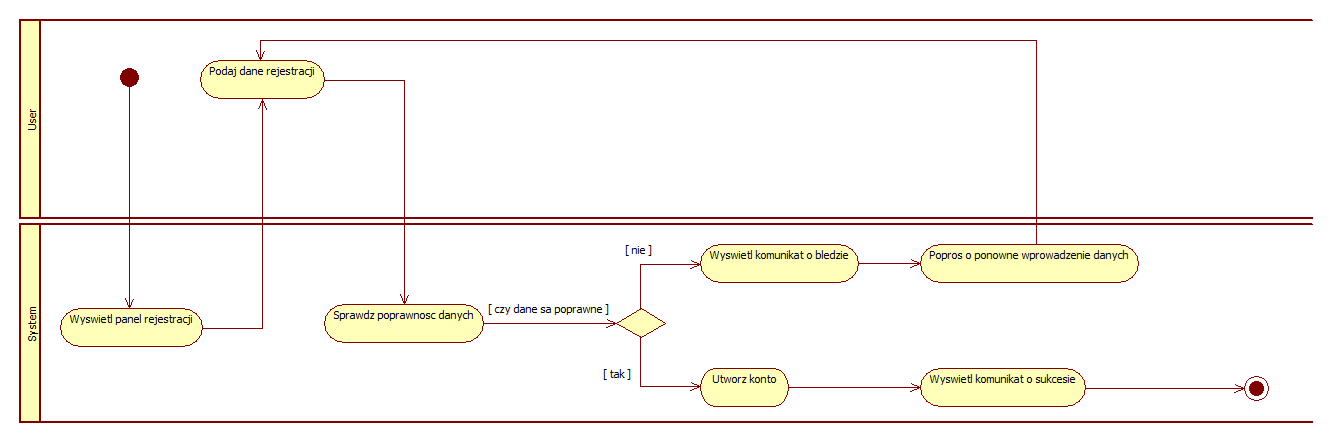 User
Podaj dane rejestracji
System
Wyswietl panel rejestracji
Sprawdz poprawnosc danych
[ czy dane sa poprawne ]
[ nie ]
Wyswietl komunikat o bledzie
Popros o ponowne wprowadzenie danych
[ tak ]
Utworz konto
Wyswietl komunikat o sukcesie